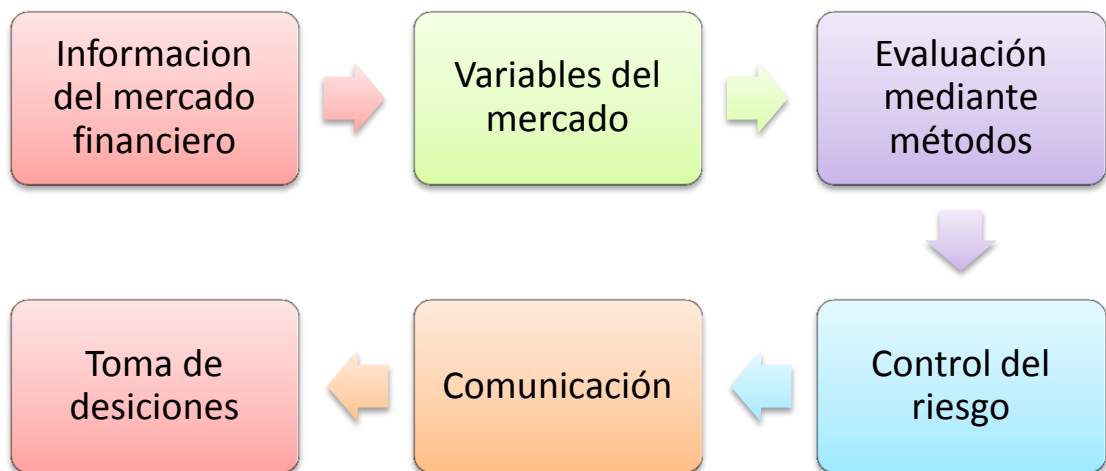 Informacion
del mercado
financiero
Variables del
mercado
Evaluación
mediante
métodos
Control del
riesgo
Comunicación
Toma de
desiciones